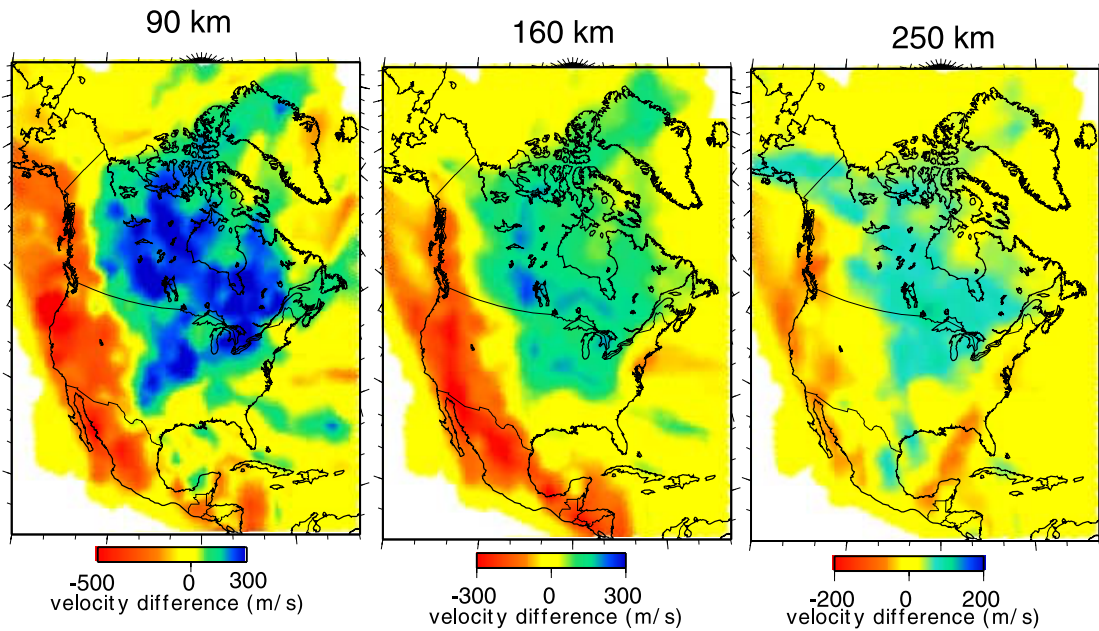 90 km
160 km
250 km
-500 0 300
velocity difference (m/s)
-300 0 300
velocity difference (m/s)
-200 0 200
velocity difference (m/s)